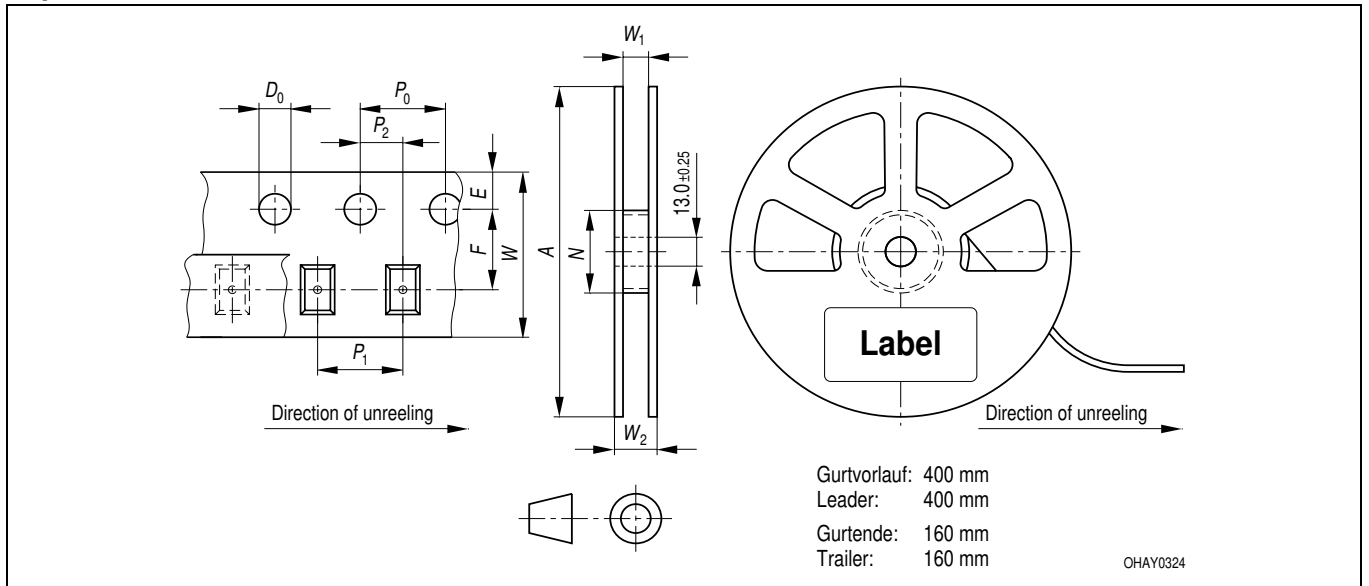 W1
D0
P0
P2
E
F
W
A
N
13.0±0.25
Label
P1
Direction of unreeling
W2
Direction of unreeling
Gurtvorlauf: 400 mm
Leader: 400 mm
Gurtende: 160 mm
Trailer: 160 mm
OHAY0324